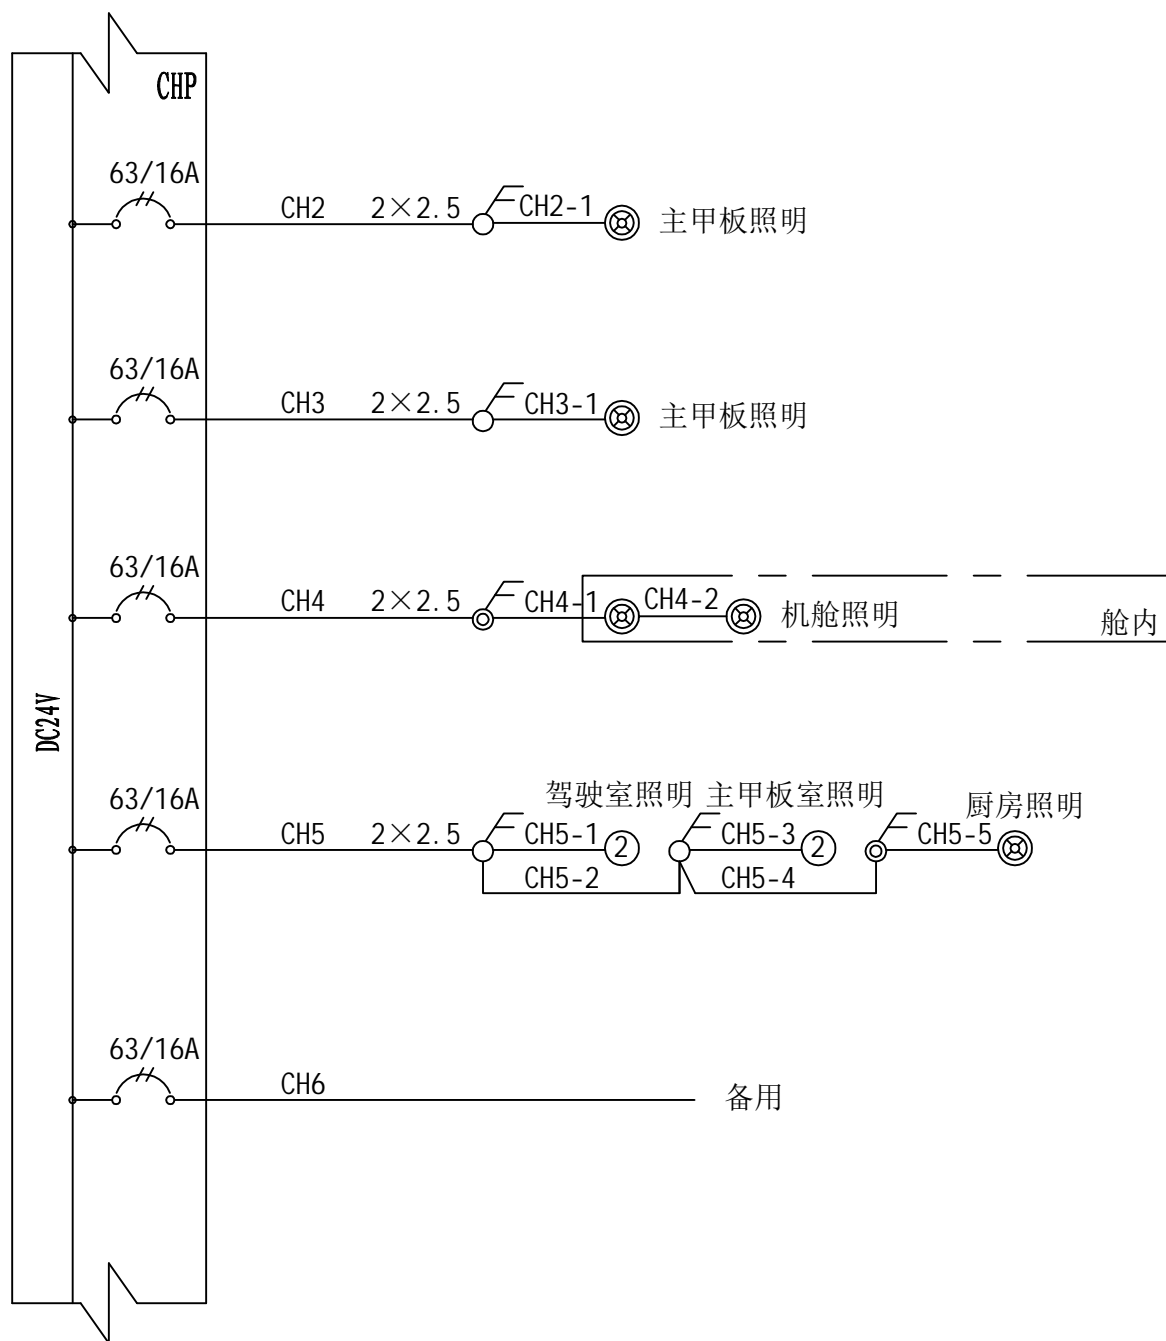 CHP
63/16A
CH2 2×2.5 CH2-1 主甲板照明
63/16A
CH3 2×2.5 CH3-1 主甲板照明
63/16A
CH4 2×2.5 CH4-1 CH4-2 机舱照明 舱内
DC24V
驾驶室照明 主甲板室照明 厨房照明
63/16A
CH5 2×2.5 CH5-1 2 CH5-3 2 CH5-5
CH5-2 CH5-4
63/16A
CH6 备用